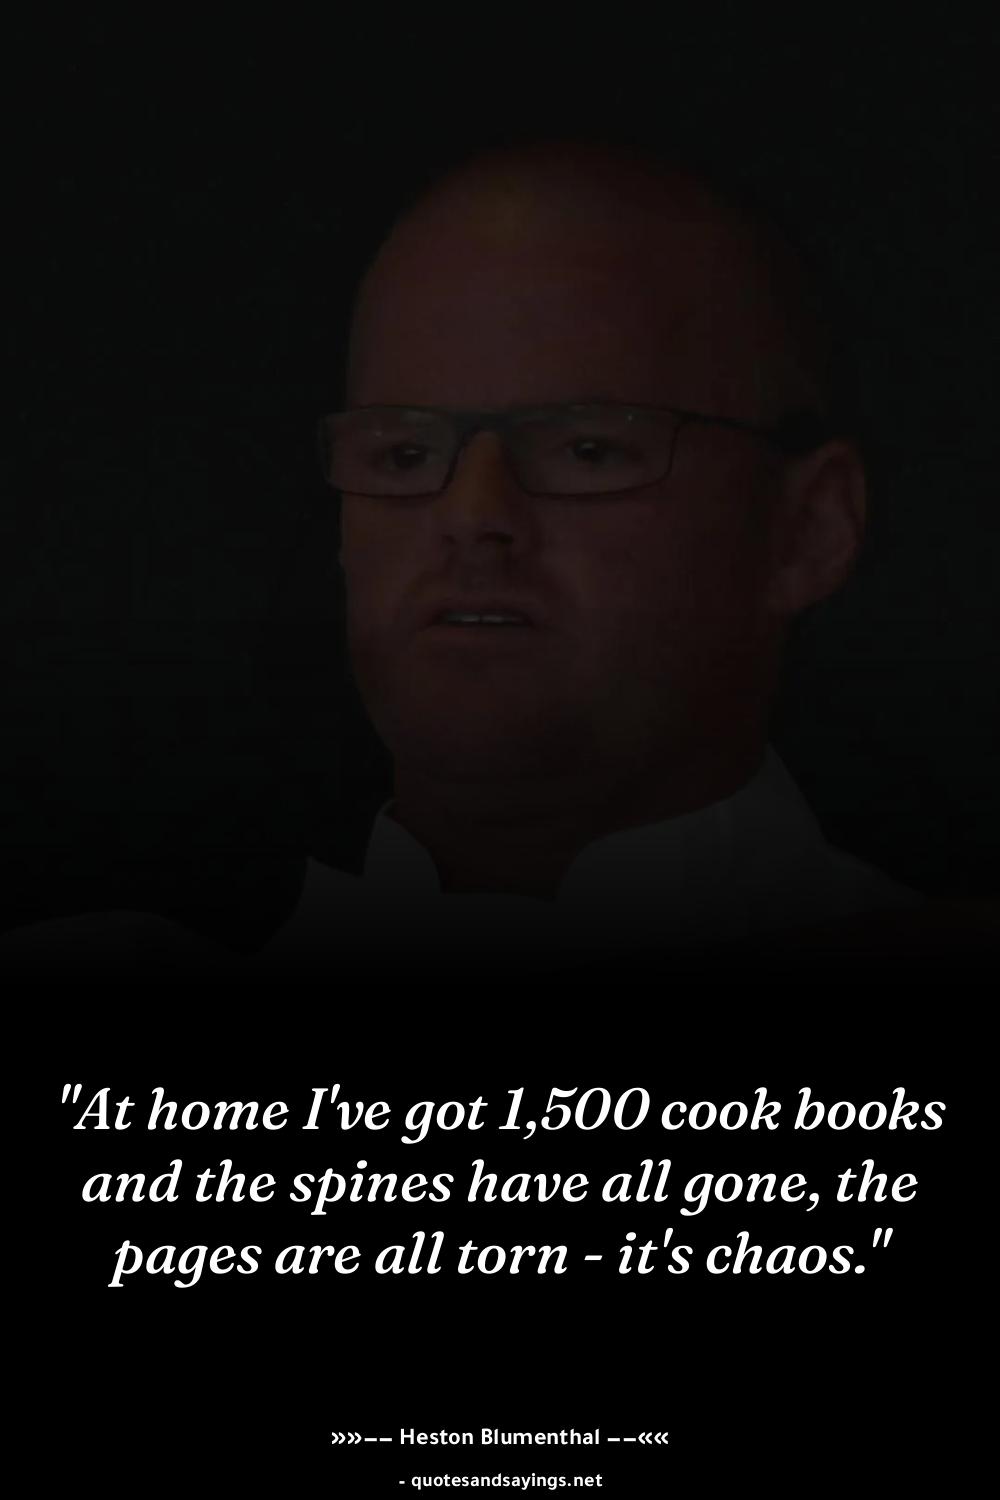 "At home I've got 1,500 cook books
and the spines have all gone, the
pages are all torn - it's chaos."
»»–– Heston Blumenthal ––««
- quotesandsayings.net